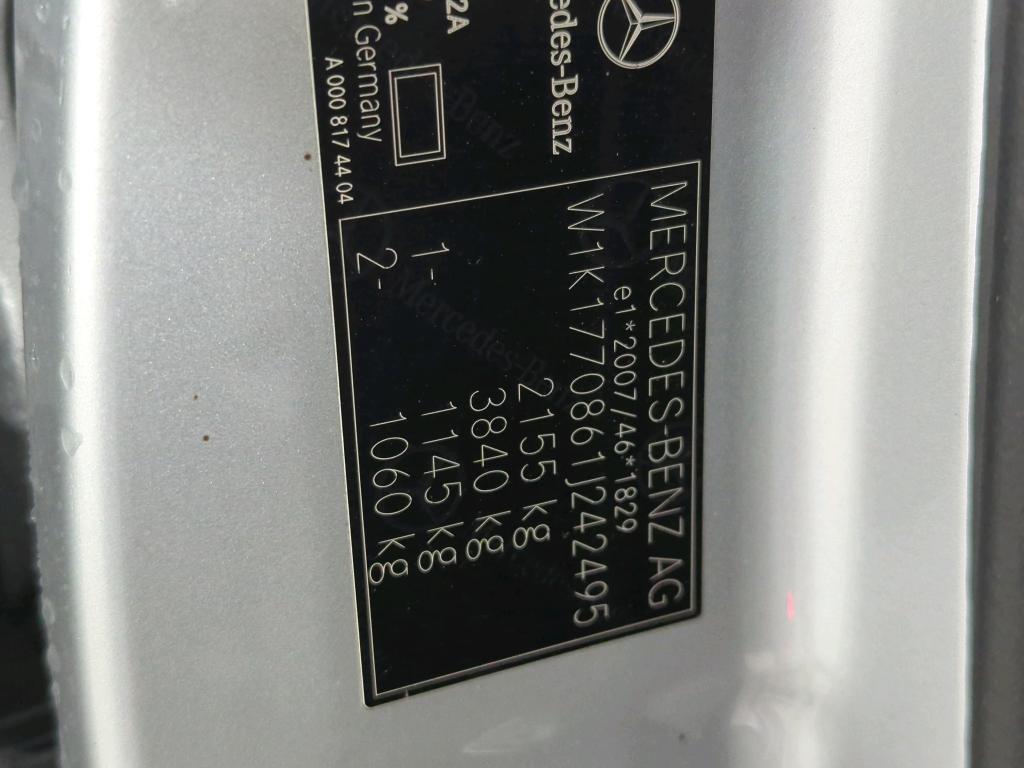 MERCEDES-BENZ AG
e1*2007/46*1829
W1K1770861J242495
2155 kg
3840 kg
1- 1145 kg
2- 1060 kg
edes-Benz
2A
%
n Germany
A 000 817 44 04